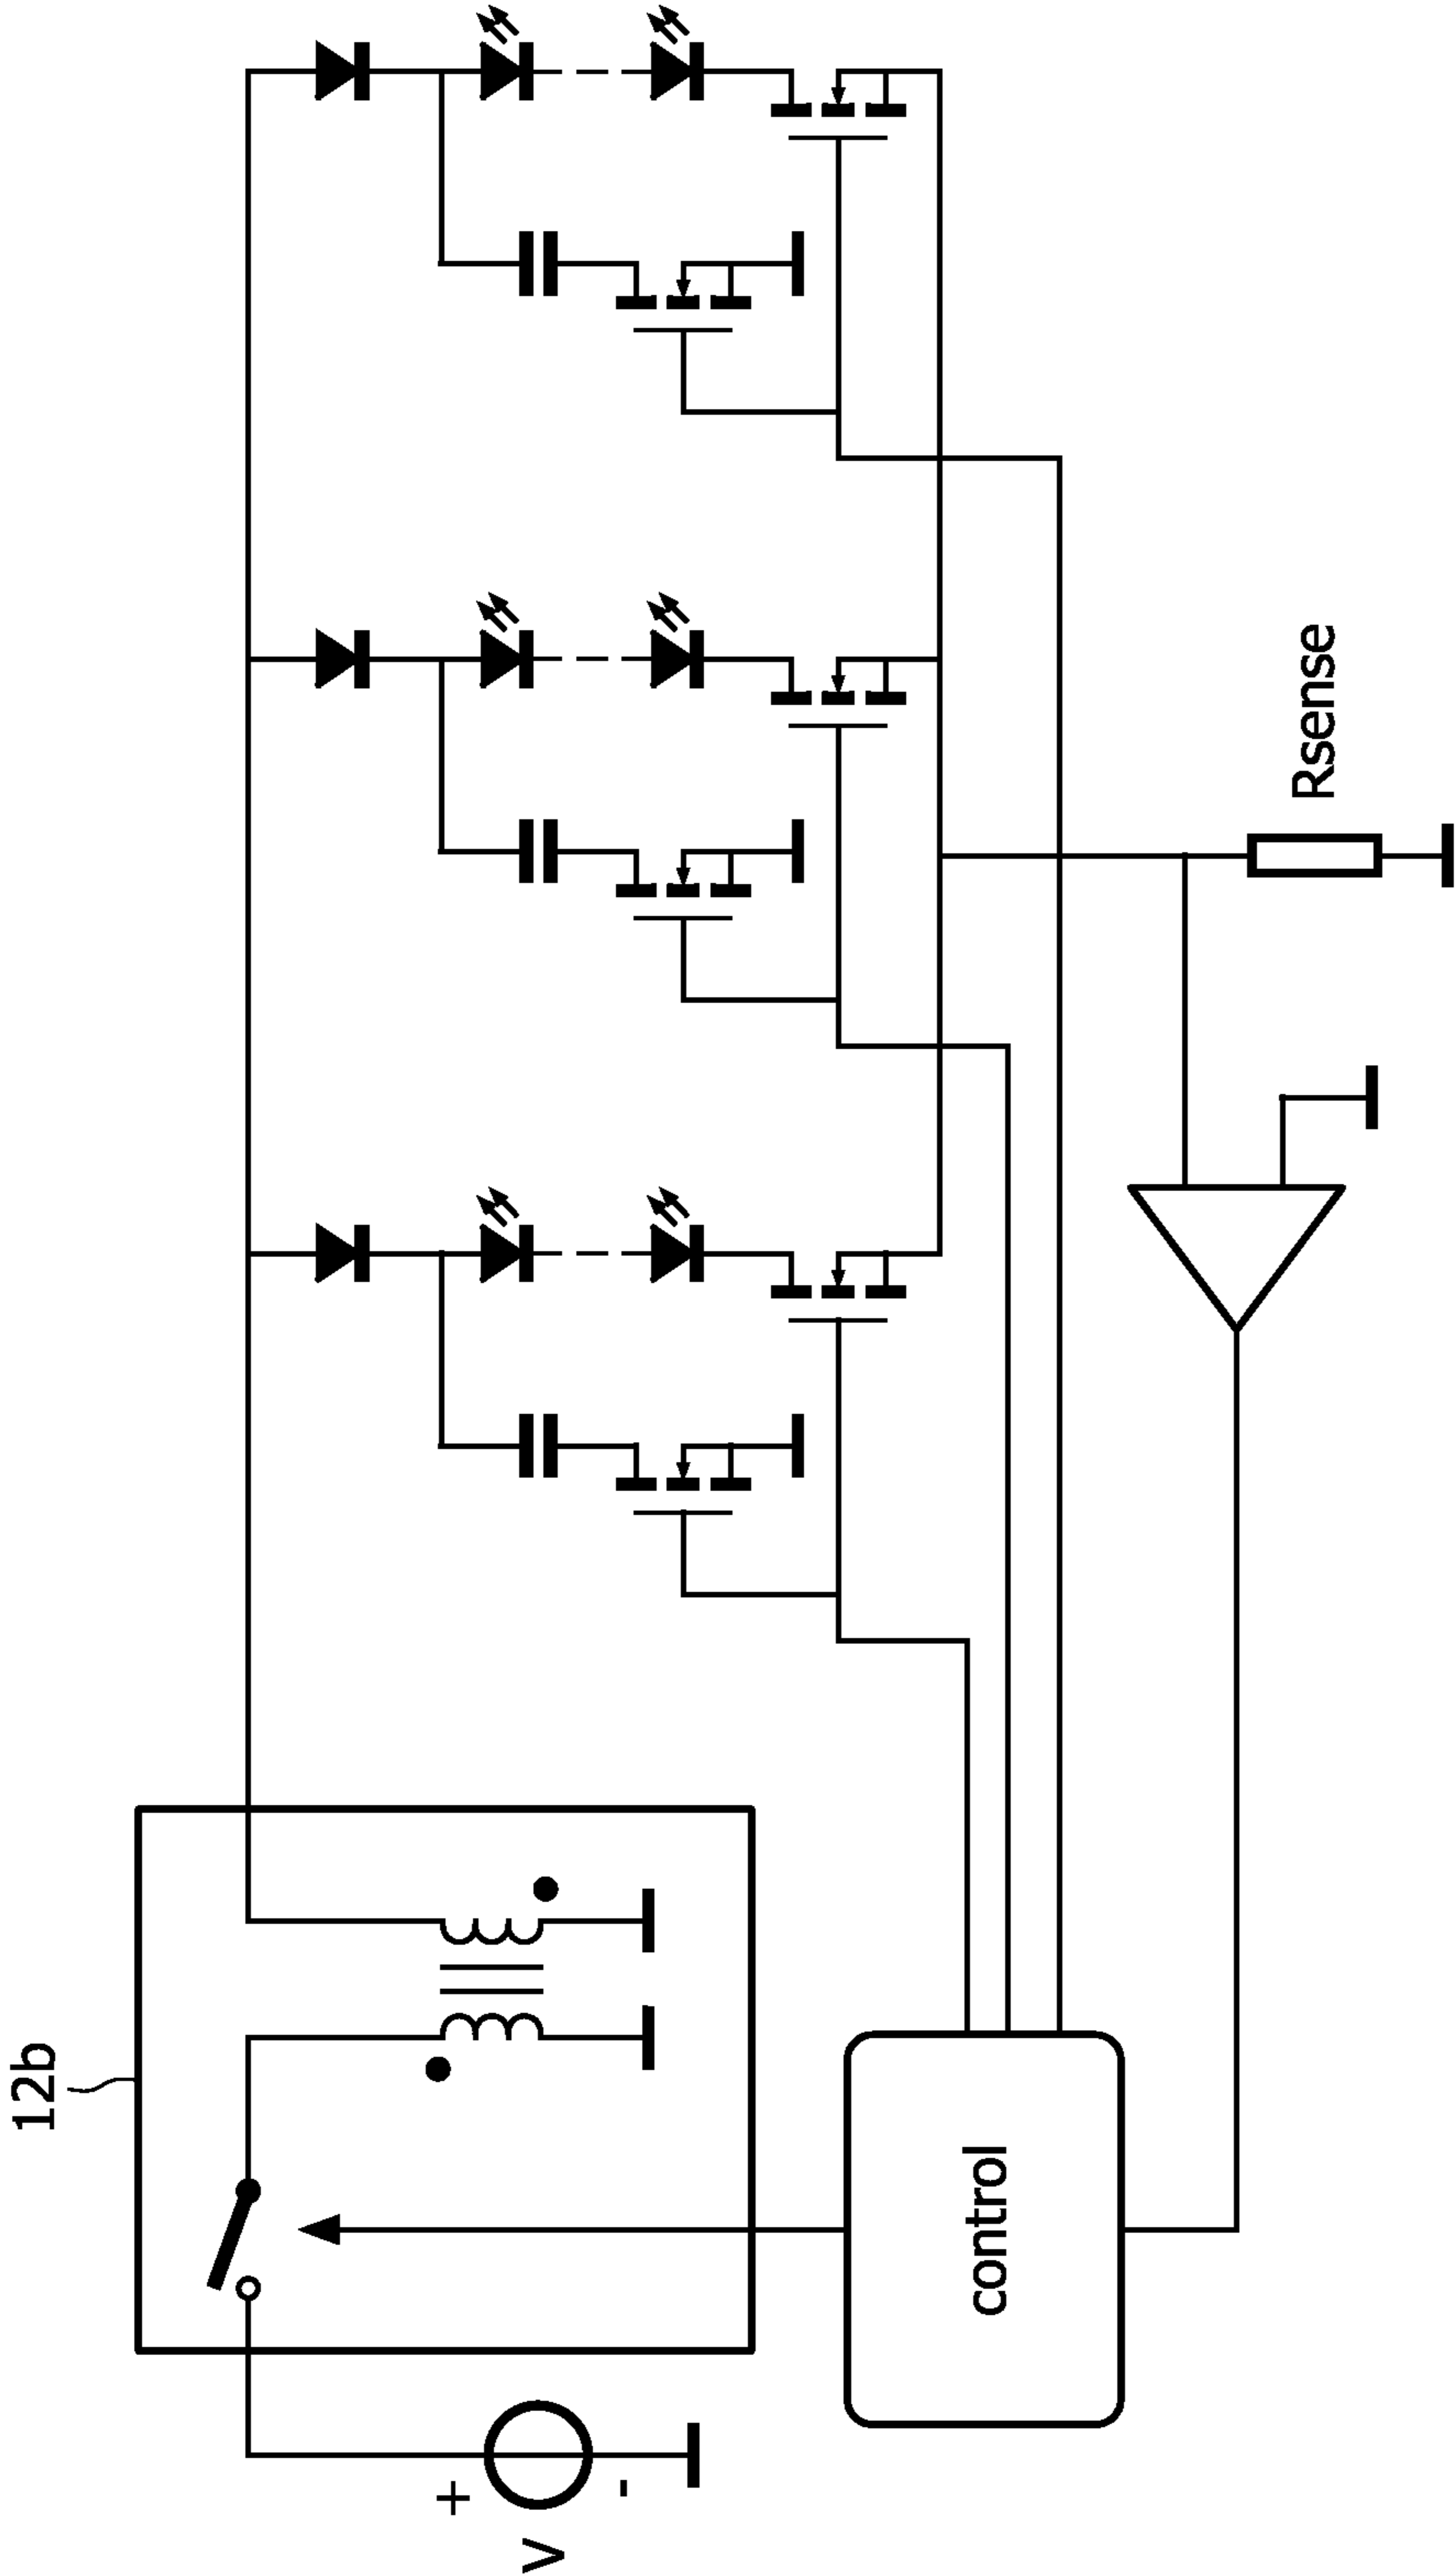 12b
V
+
-
control
Rsense